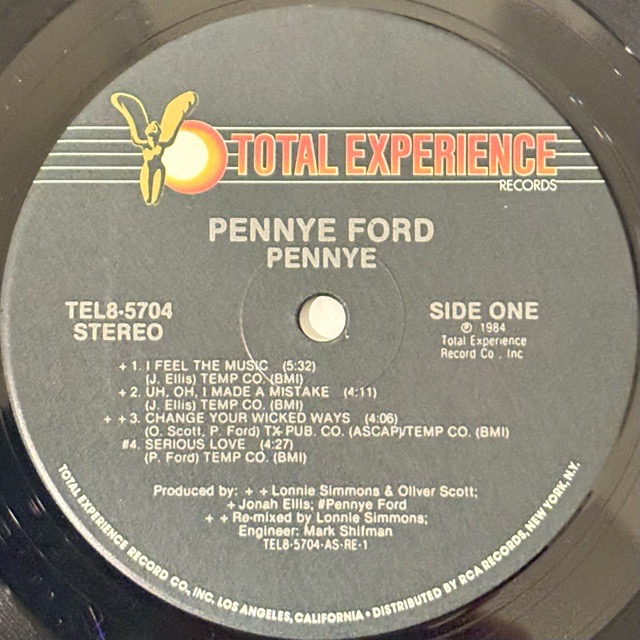 TOTAL EXPERIENCE
RECORDS
PENNYE FORD
PENNYE
TEL8-5704
STEREO
SIDE ONE
℗ 1984
Total Experience
Record Co., Inc
+ 1. I FEEL THE MUSIC (5:32)
(J. Ellis) TEMP CO. (BMI)
+ 2. UH, OH, I MADE A MISTAKE (4:11)
(J. Ellis) TEMP CO. (BMI)
+ + 3. CHANGE YOUR WICKED WAYS (4:06)
(O. Scott, P. Ford) TX PUB. CO. (ASCAP)/TEMP CO. (BMI)
#4. SERIOUS LOVE (4:27)
(P. Ford) TEMP CO. (BMI)
Produced by: + + Lonnie Simmons & Oliver Scott;
+ Jonah Ellis; #Pennye Ford
+ + Re-mixed by Lonnie Simmons;
Engineer: Mark Shifman
TEL8-5704-AS-RE-1
TOTAL EXPERIENCE RECORD CO., INC. LOS ANGELES, CALIFORNIA • DISTRIBUTED BY RCA RECORDS, NEW YORK, N.Y.